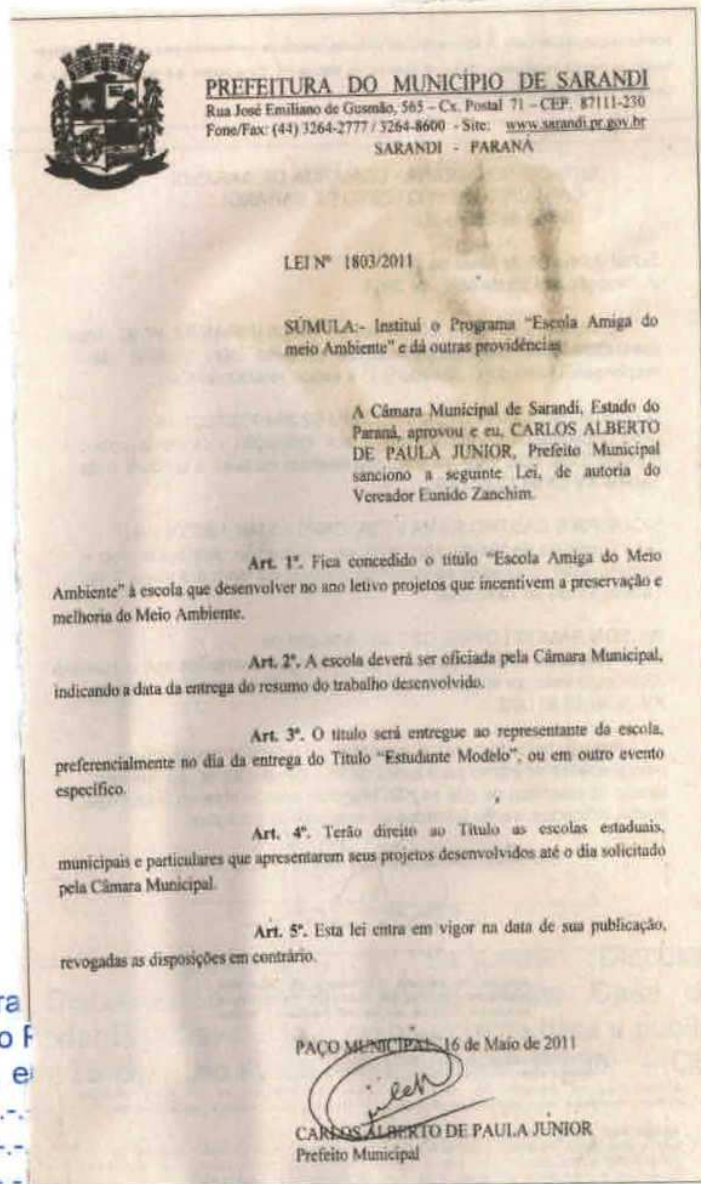 PREFEITURA DO MUNICÍPIO DE SARANDI
Rua José Emiliano de Gusmão, 565 – Cx. Postal 71 – CEP. 87111-230
Fone/Fax: (44) 3264-2777 / 3264-8600 - Site: www.sarandi.pr.gov.br
SARANDI - PARANÁ
LEI Nº 1803/2011
SÚMULA:- Institui o Programa “Escola Amiga do
meio Ambiente” e dá outras providências
A Câmara Municipal de Sarandi, Estado do
Paraná, aprovou e eu, CARLOS ALBERTO
DE PAULA JUNIOR, Prefeito Municipal
sanciono a seguinte Lei, de autoria do
Vereador Eunido Zanchim.
Art. 1º. Fica concedido o título “Escola Amiga do Meio
Ambiente” à escola que desenvolver no ano letivo projetos que incentivem a preservação e
melhoria do Meio Ambiente.
Art. 2º. A escola deverá ser oficiada pela Câmara Municipal,
indicando a data da entrega do resumo do trabalho desenvolvido.
Art. 3º. O título será entregue ao representante da escola,
preferencialmente no dia da entrega do Título “Estudante Modelo”, ou em outro evento
específico.
Art. 4º. Terão direito ao Título as escolas estaduais,
municipais e particulares que apresentarem seus projetos desenvolvidos até o dia solicitado
pela Câmara Municipal.
Art. 5º. Esta lei entra em vigor na data de sua publicação,
revogadas as disposições em contrário.
PAÇO MUNICIPAL, 16 de Maio de 2011
CARLOS ALBERTO DE PAULA JÚNIOR
Prefeito Municipal